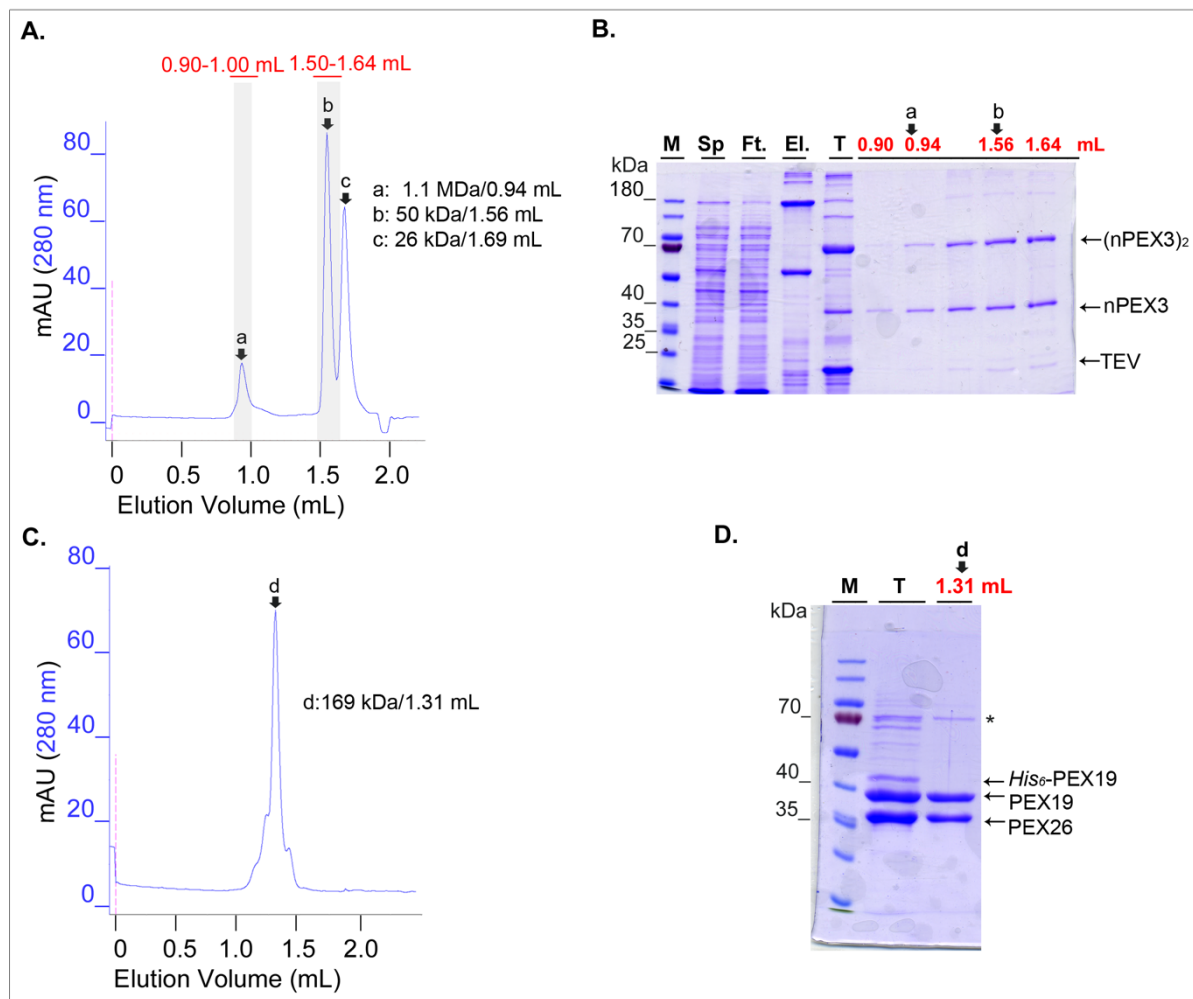 A.
0.90-1.00 mL 1.50-1.64 mL
b
c
a
a: 1.1 MDa/0.94 mL
b: 50 kDa/1.56 mL
c: 26 kDa/1.69 mL
mAU (280 nm)
80
60
40
20
0
0 0.5 1.0 1.5 2.0
Elution Volume (mL)
B.
a b
M Sp Ft. El. T 0.90 0.94 1.56 1.64 mL
kDa
180
70
40
35
25
←(nPEX3)₂
←nPEX3
←TEV
C.
d
d:169 kDa/1.31 mL
mAU (280 nm)
80
60
40
20
0
0 0.5 1.0 1.5 2.0
Elution Volume (mL)
D.
d
M T 1.31 mL
kDa
70
40
35
*
←His₆-PEX19
←PEX19
←PEX26